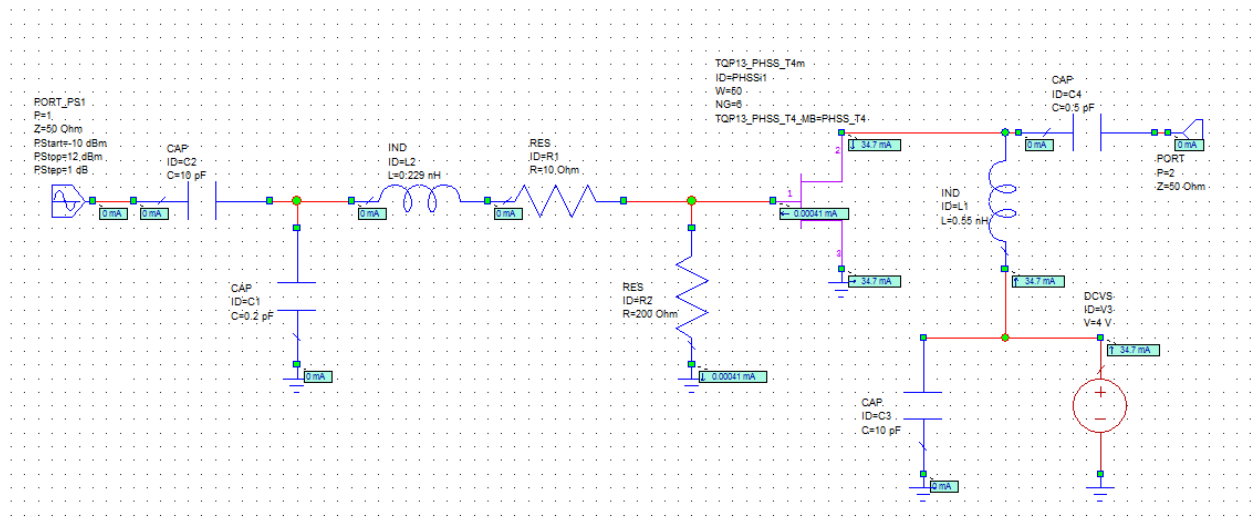 PORT_PS1
P=1
Z=50 Ohm
PStart=-10 dBm
PStop=12 dBm
PStep=1 dB
0 mA
0 mA
CAP
ID=C2
C=10 pF
CAP
ID=C1
C=0.2 pF
0 mA
IND
ID=L2
L=0.229 nH
0 mA
0 mA
RES
ID=R1
R=10 Ohm
RES
ID=R2
R=200 Ohm
0.00041 mA
TQP13_PHSS_T4m
ID=PHSSi1
W=50
NG=6
TQP13_PHSS_T4_MB=PHSS_T4
1
2
3
0.00041 mA
34.7 mA
34.7 mA
CAP
ID=C4
C=0.5 pF
0 mA
0 mA
PORT
P=2
Z=50 Ohm
IND
ID=L1
L=0.55 nH
34.7 mA
DCVS
ID=V3
V=4 V
34.7 mA
CAP
ID=C3
C=10 pF
0 mA